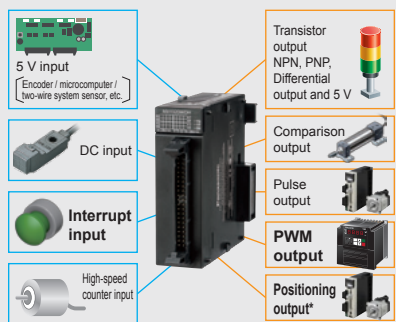 5 V input
[Encoder / microcomputer /
two-wire system sensor, etc.]
DC input
Interrupt
input
High-speed
counter input
Transistor
output
NPN, PNP,
Differential
output and 5 V
Comparison
output
Pulse
output
PWM
output
Positioning
output*